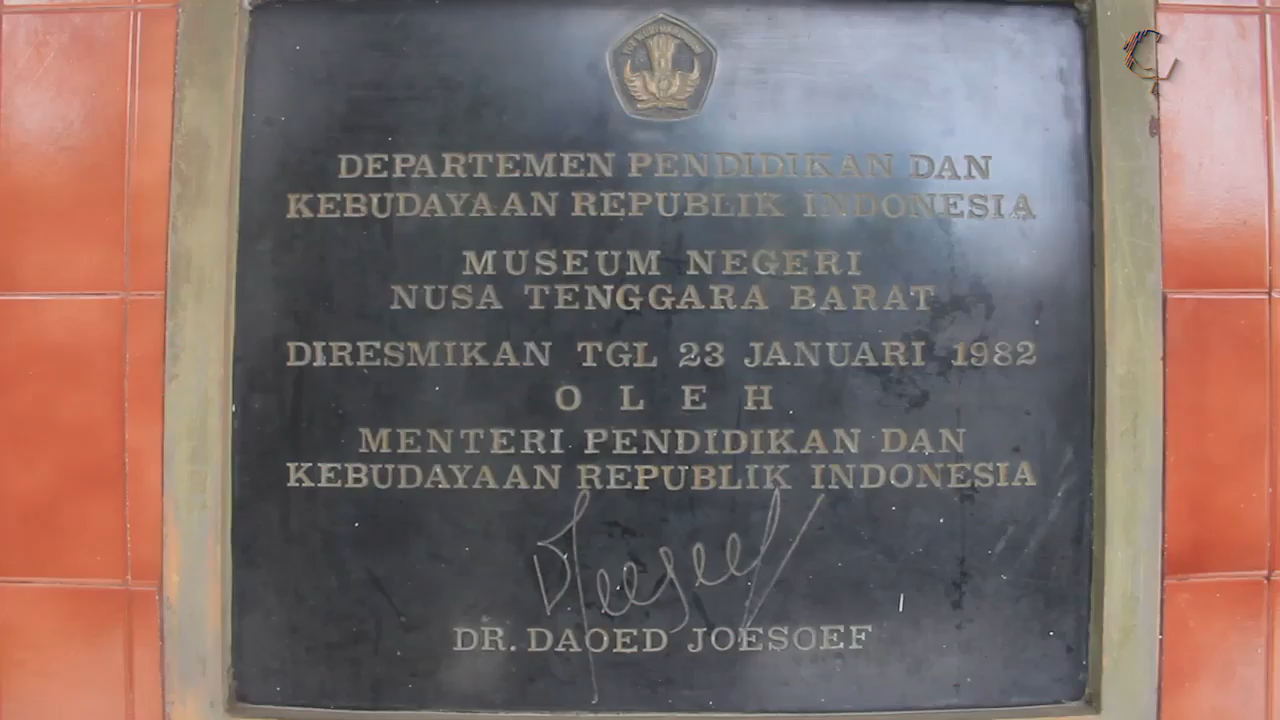 DEPARTEMEN PENDIDIKAN DAN
KEBUDAYAAN REPUBLIK INDONESIA
MUSEUM NEGERI
NUSA TENGGARA BARAT
DIRESMIKAN TGL 23 JANUARI 1982
OLEH
MENTERI PENDIDIKAN DAN
KEBUDAYAAN REPUBLIK INDONESIA
DR. DAOED JOESOEF